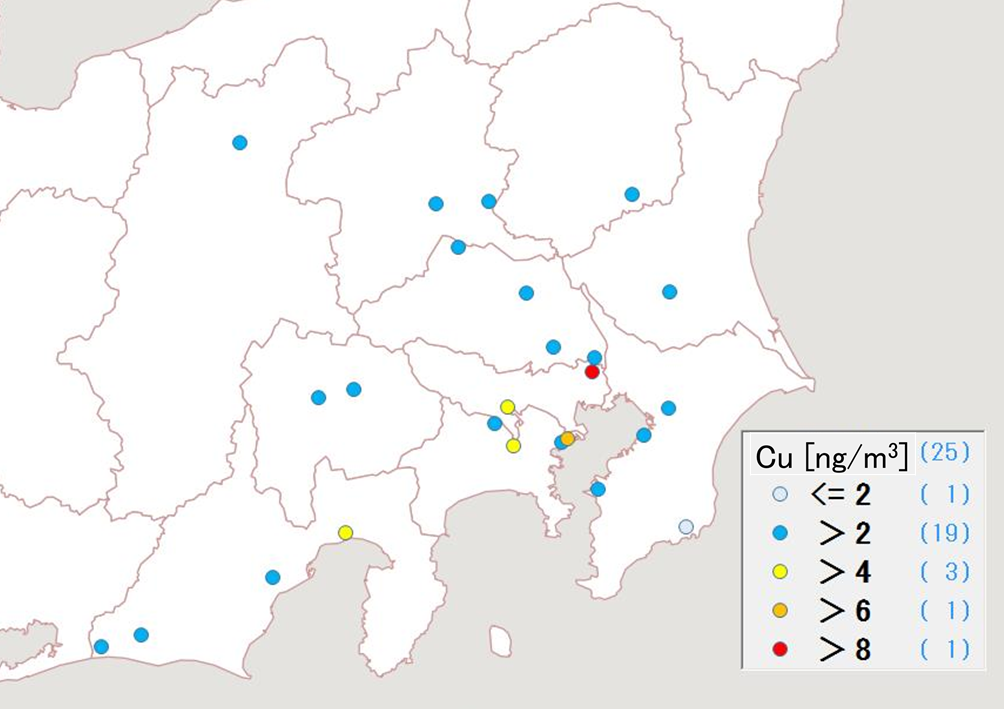 Cu [ng/m³] (25)
<= 2 ( 1)
> 2 (19)
> 4 ( 3)
> 6 ( 1)
> 8 ( 1)